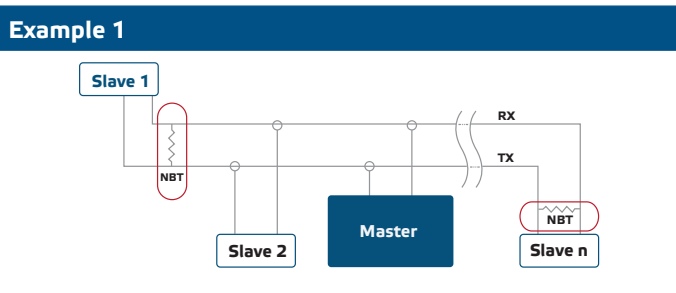 Example 1
Slave 1
RX
TX
NBT
NBT
Master
Slave 2
Slave n